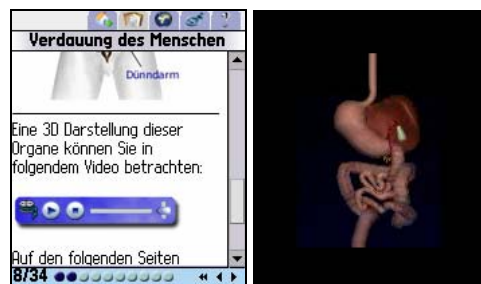 Verdauung des Menschen
Dünndarm
Eine 3D Darstellung dieser
Organe können Sie in
folgendem Video betrachten:
Auf den folgenden Seiten
8/34